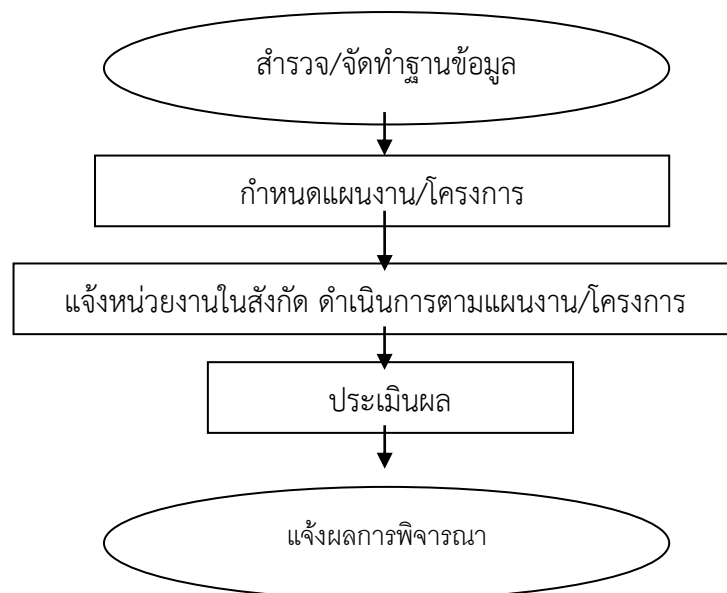 สำรวจ/จัดทำฐานข้อมูล
กำหนดแผนงาน/โครงการ
แจ้งหน่วยงานในสังกัด ดำเนินการตามแผนงาน/โครงการ
ประเมินผล
แจ้งผลการพิจารณา